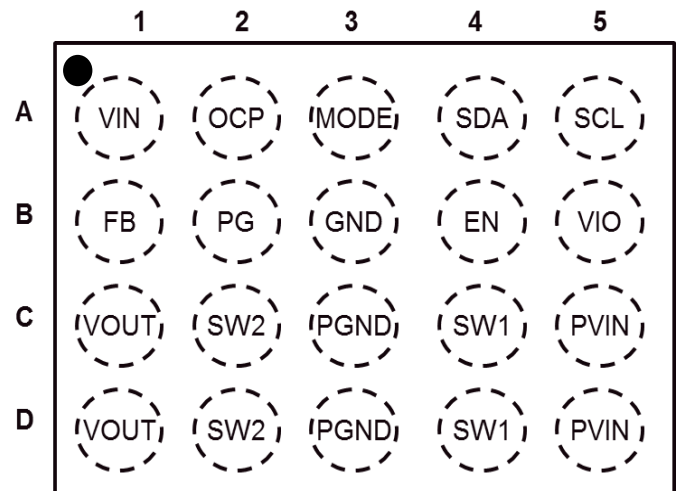 1 2 3 4 5
A VIN OCP MODE SDA SCL
B FB PG GND EN VIO
C VOUT SW2 PGND SW1 PVIN
D VOUT SW2 PGND SW1 PVIN